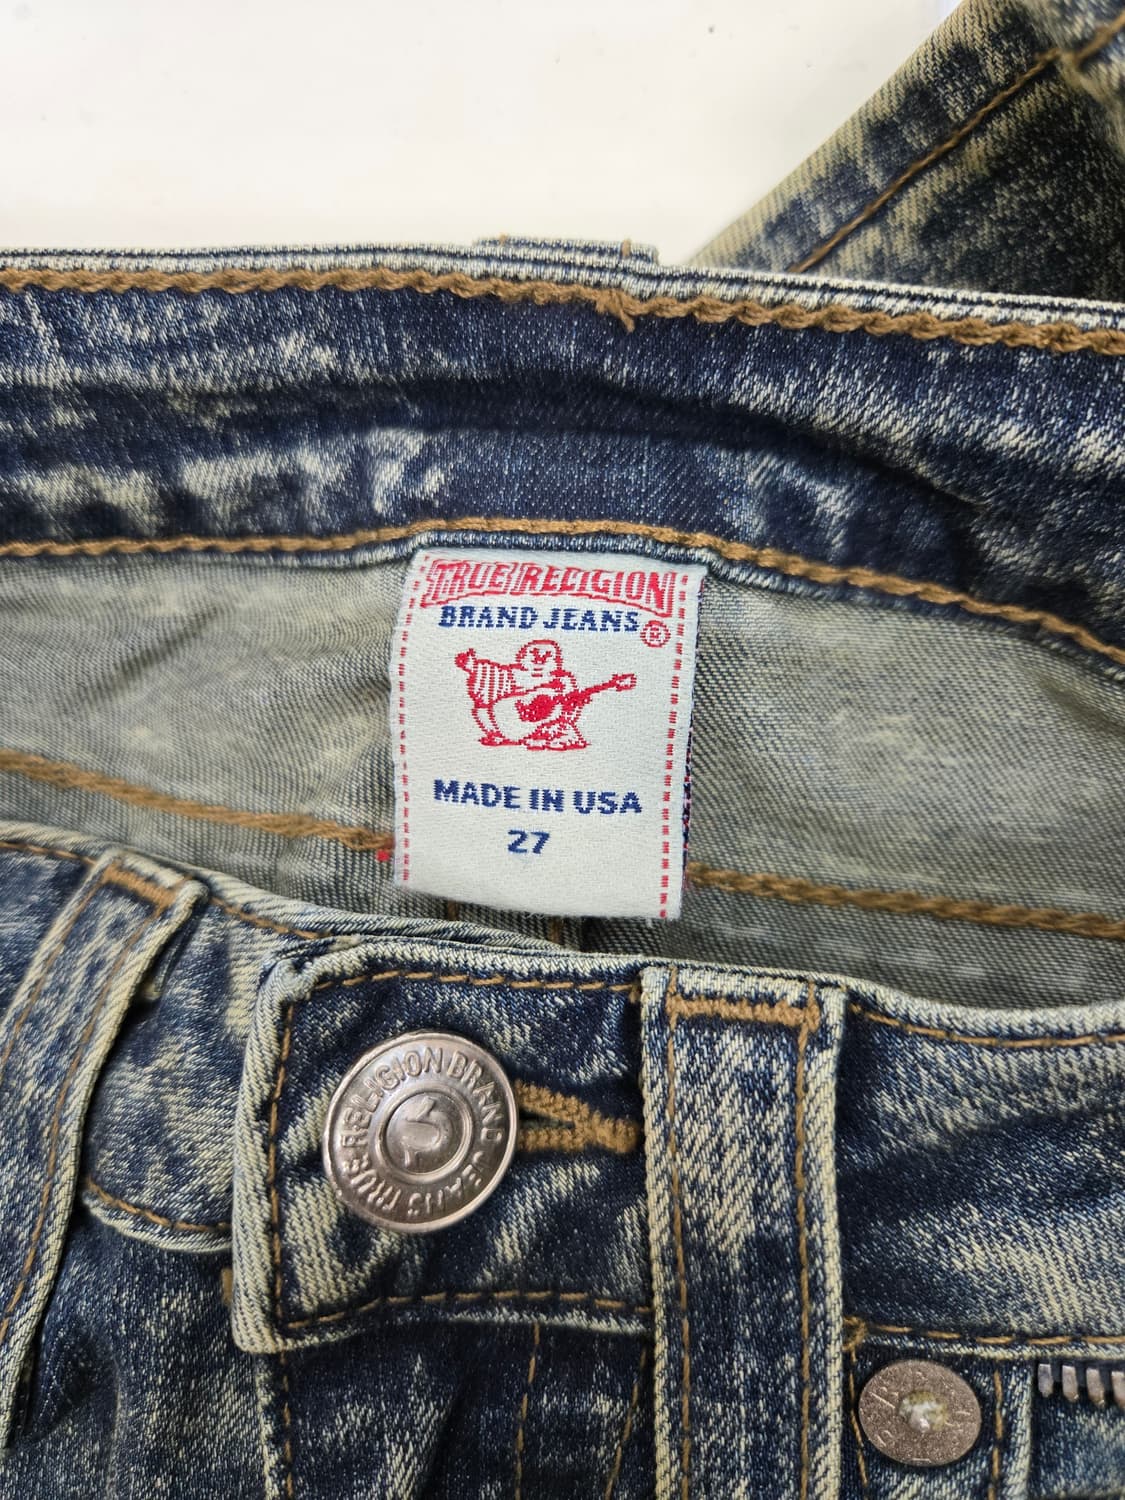 TRUE RELIGION
BRAND JEANS ®
MADE IN USA
27
TRUE RELIGION BRAND JEANS